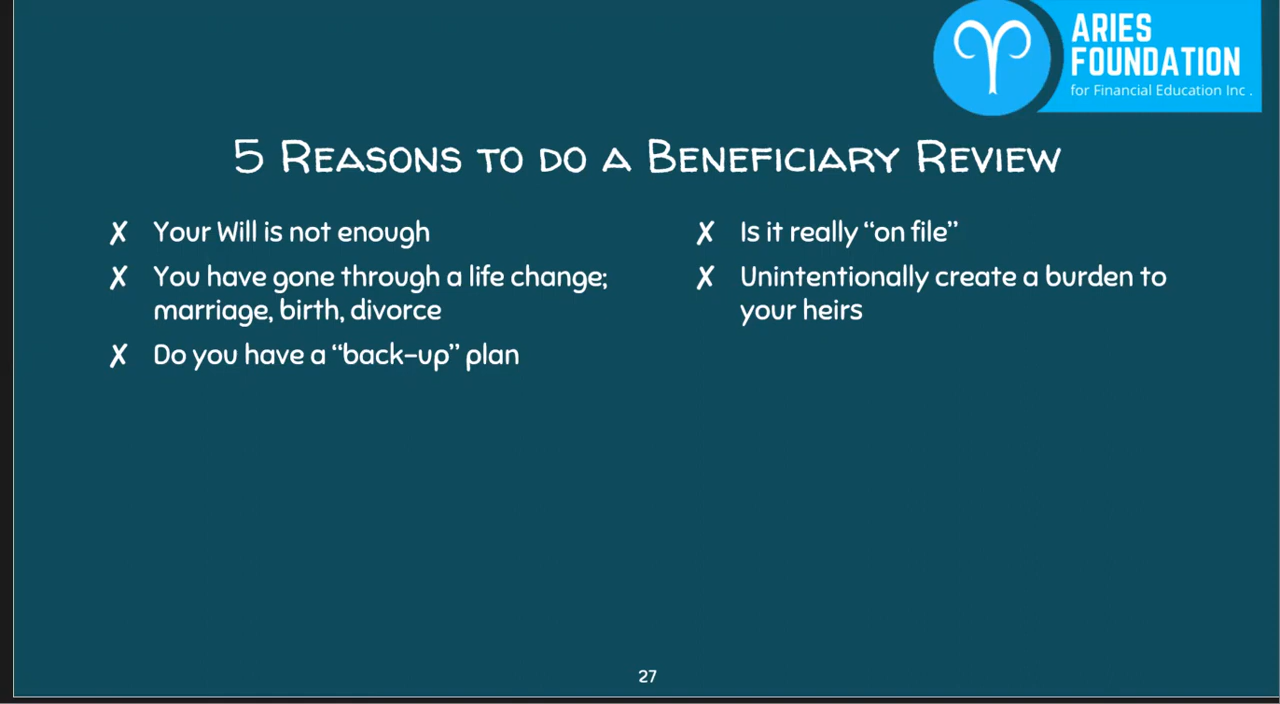 ARIES
FOUNDATION
for Financial Education Inc .
5 Reasons to do a Beneficiary Review
✗ Your Will is not enough
✗ You have gone through a life change;
marriage, birth, divorce
✗ Do you have a “back-up” plan
✗ Is it really “on file”
✗ Unintentionally create a burden to
your heirs
27